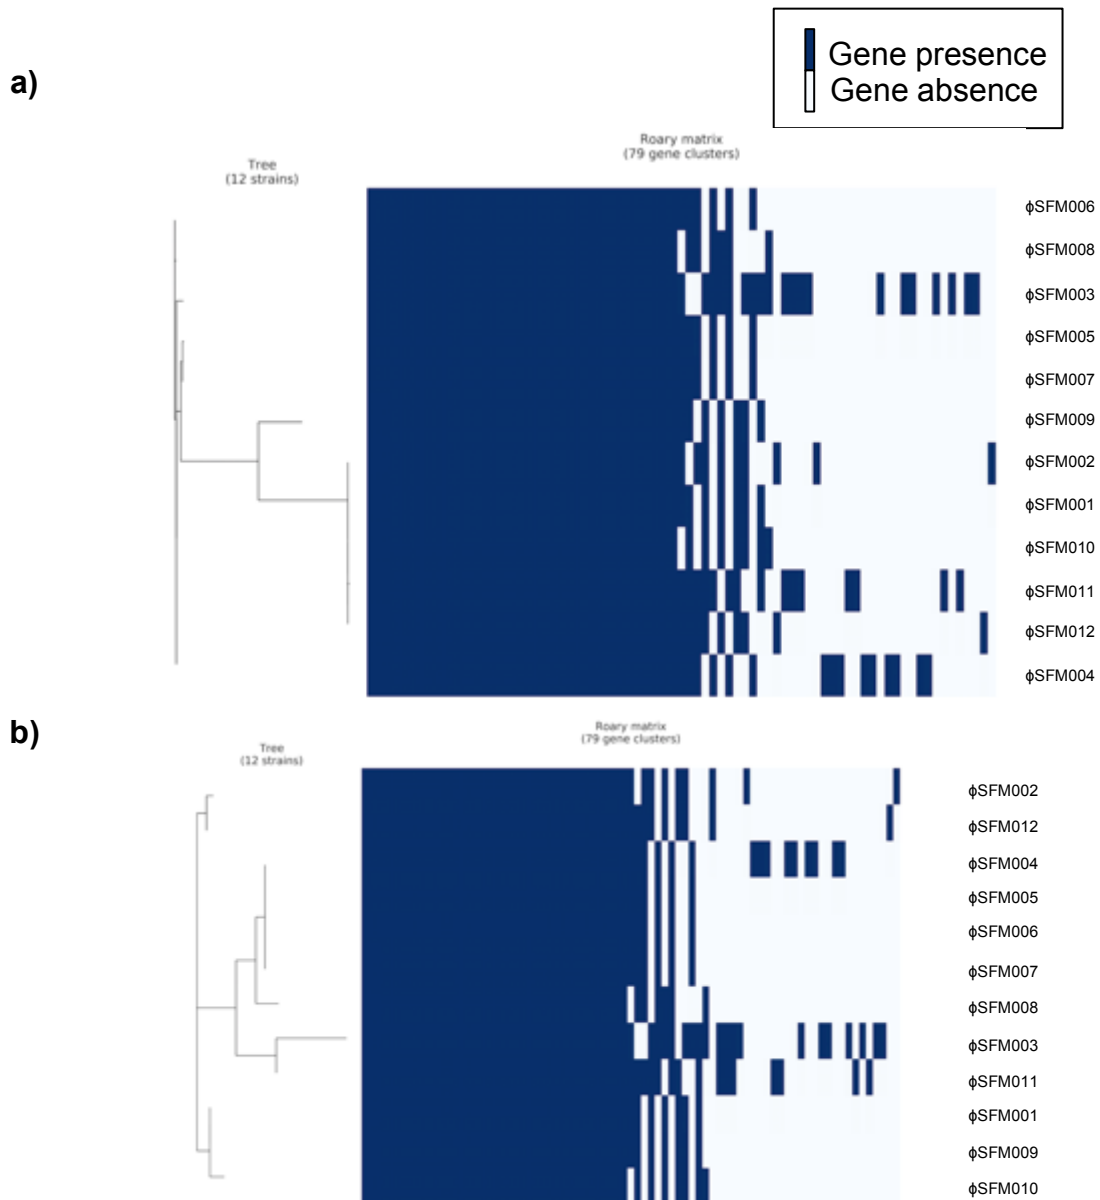 Gene presence
Gene absence
a)
Roary matrix
(79 gene clusters)
Tree
(12 strains)
ϕSFM006
ϕSFM008
ϕSFM003
ϕSFM005
ϕSFM007
ϕSFM009
ϕSFM002
ϕSFM001
ϕSFM010
ϕSFM011
ϕSFM012
ϕSFM004
b)
Roary matrix
(79 gene clusters)
Tree
(12 strains)
ϕSFM002
ϕSFM012
ϕSFM004
ϕSFM005
ϕSFM006
ϕSFM007
ϕSFM008
ϕSFM003
ϕSFM011
ϕSFM001
ϕSFM009
ϕSFM010